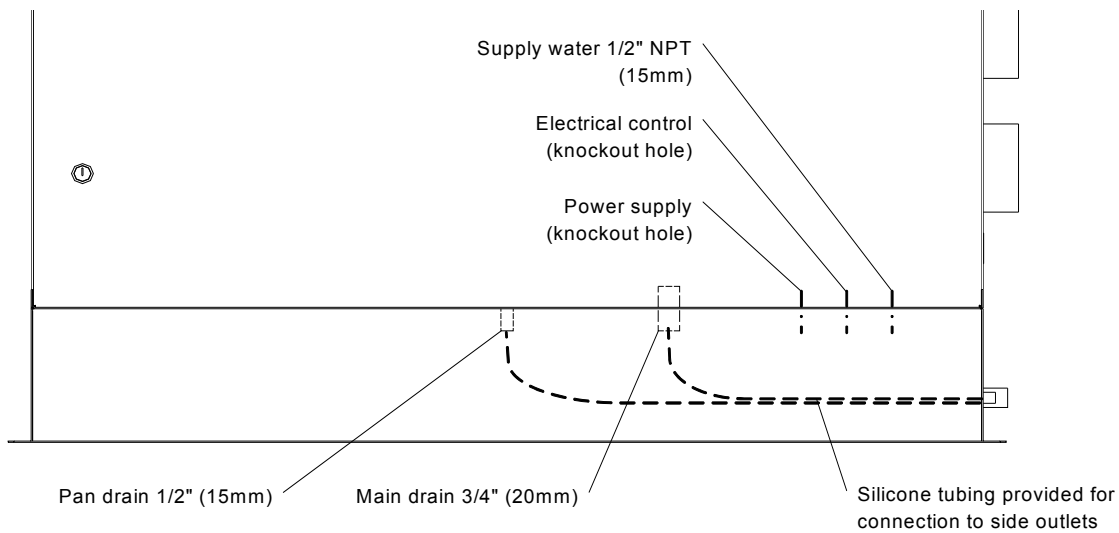 Supply water 1/2" NPT
(15mm)
Electrical control
(knockout hole)
Power supply
(knockout hole)
Pan drain 1/2" (15mm)
Main drain 3/4" (20mm)
Silicone tubing provided for
connection to side outlets